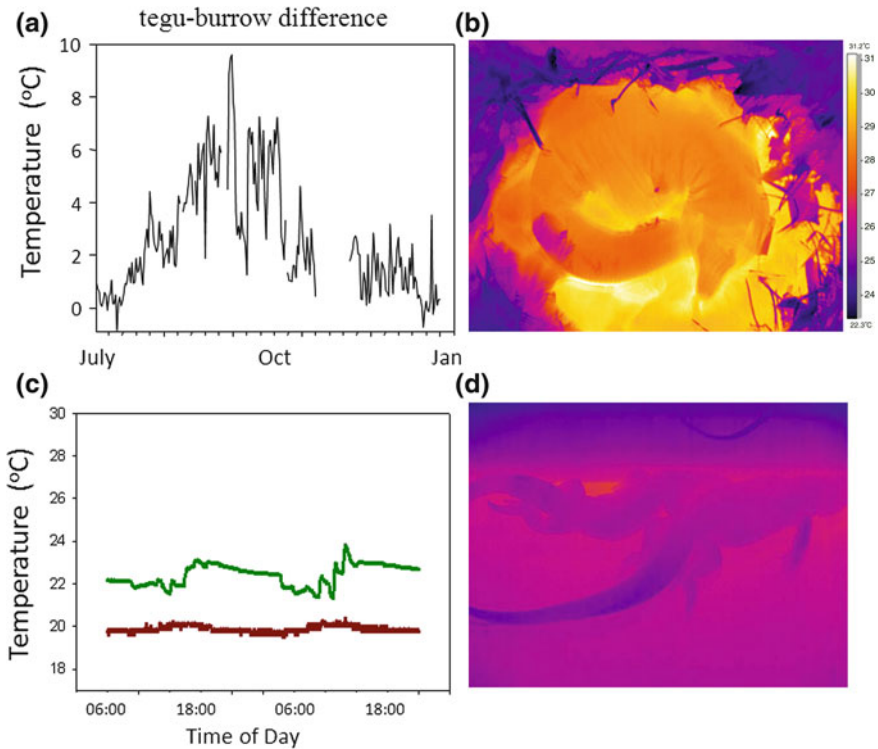 (a)
tegu-burrow difference
Temperature (°C)
10
8
6
4
2
0
July
Oct
Jan
(b)
31.2°C
31
30
29
28
27
26
25
24
22.3°C
(c)
Temperature (°C)
30
28
26
24
22
20
18
06:00
18:00
06:00
18:00
Time of Day
(d)